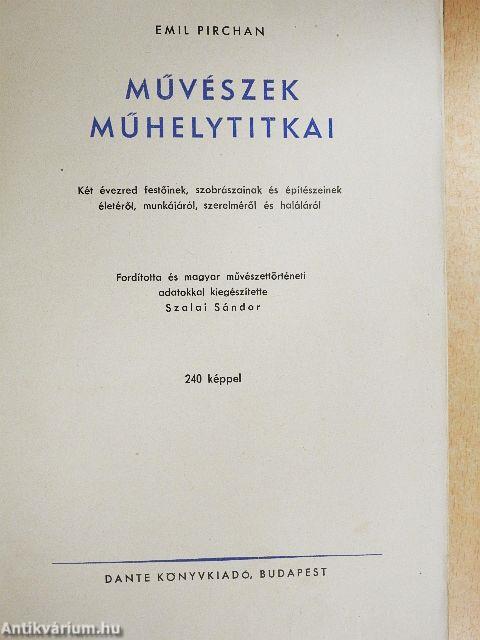 EMIL PIRCHAN
MŰVÉSZEK
MŰHELYTITKAI
Két évezred festőinek, szobrászainak és építészeinek
életéről, munkájáról, szerelméről és haláláról
Fordította és magyar művészettörténeti
adatokkal kiegészítette
Szalai Sándor
240 képpel
DANTE KÖNYVKIADÓ, BUDAPEST
Antikvárium.hu